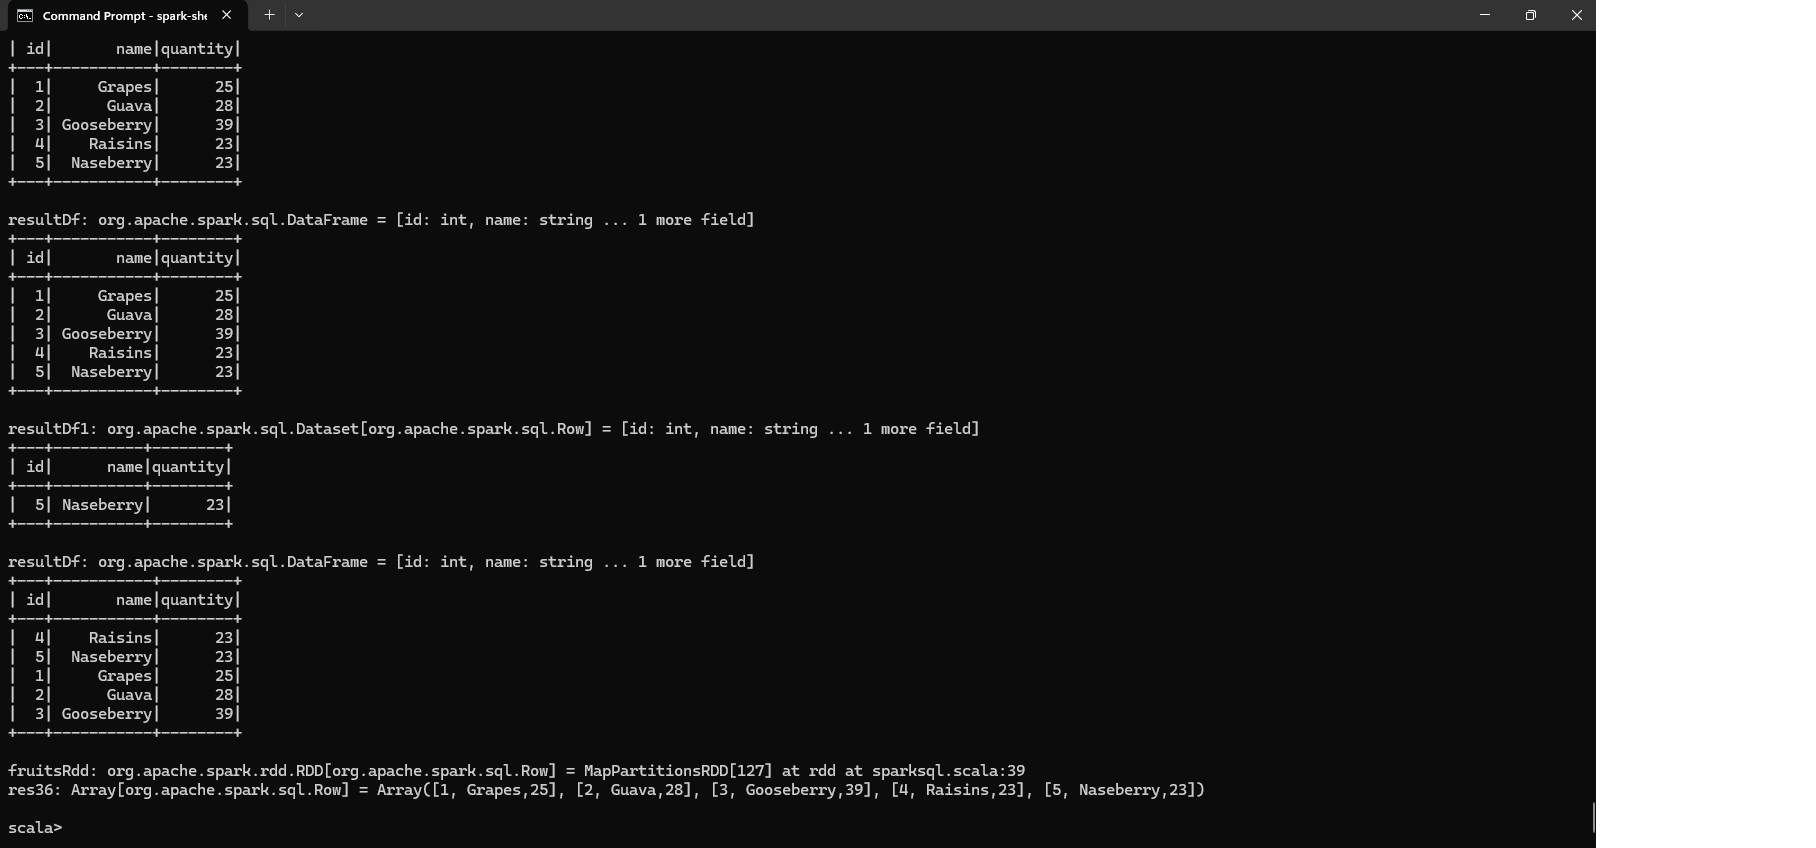 Command Prompt - spark-she
| id|       name|quantity|
+---+-----------+--------+
|  1|     Grapes|      25|
|  2|      Guava|      28|
|  3| Gooseberry|      39|
|  4|    Raisins|      23|
|  5|  Naseberry|      23|
+---+-----------+--------+
resultDf: org.apache.spark.sql.DataFrame = [id: int, name: string ... 1 more field]
+---+-----------+--------+
| id|       name|quantity|
+---+-----------+--------+
|  1|     Grapes|      25|
|  2|      Guava|      28|
|  3| Gooseberry|      39|
|  4|    Raisins|      23|
|  5|  Naseberry|      23|
+---+-----------+--------+
resultDf1: org.apache.spark.sql.Dataset[org.apache.spark.sql.Row] = [id: int, name: string ... 1 more field]
+---+----------+--------+
| id|      name|quantity|
+---+----------+--------+
|  5| Naseberry|      23|
+---+----------+--------+
resultDf: org.apache.spark.sql.DataFrame = [id: int, name: string ... 1 more field]
+---+-----------+--------+
| id|       name|quantity|
+---+-----------+--------+
|  4|    Raisins|      23|
|  5|  Naseberry|      23|
|  1|     Grapes|      25|
|  2|      Guava|      28|
|  3| Gooseberry|      39|
+---+-----------+--------+
fruitsRdd: org.apache.spark.rdd.RDD[org.apache.spark.sql.Row] = MapPartitionsRDD[127] at rdd at sparksql.scala:39
res36: Array[org.apache.spark.sql.Row] = Array([1, Grapes,25], [2, Guava,28], [3, Gooseberry,39], [4, Raisins,23], [5, Naseberry,23])
scala>